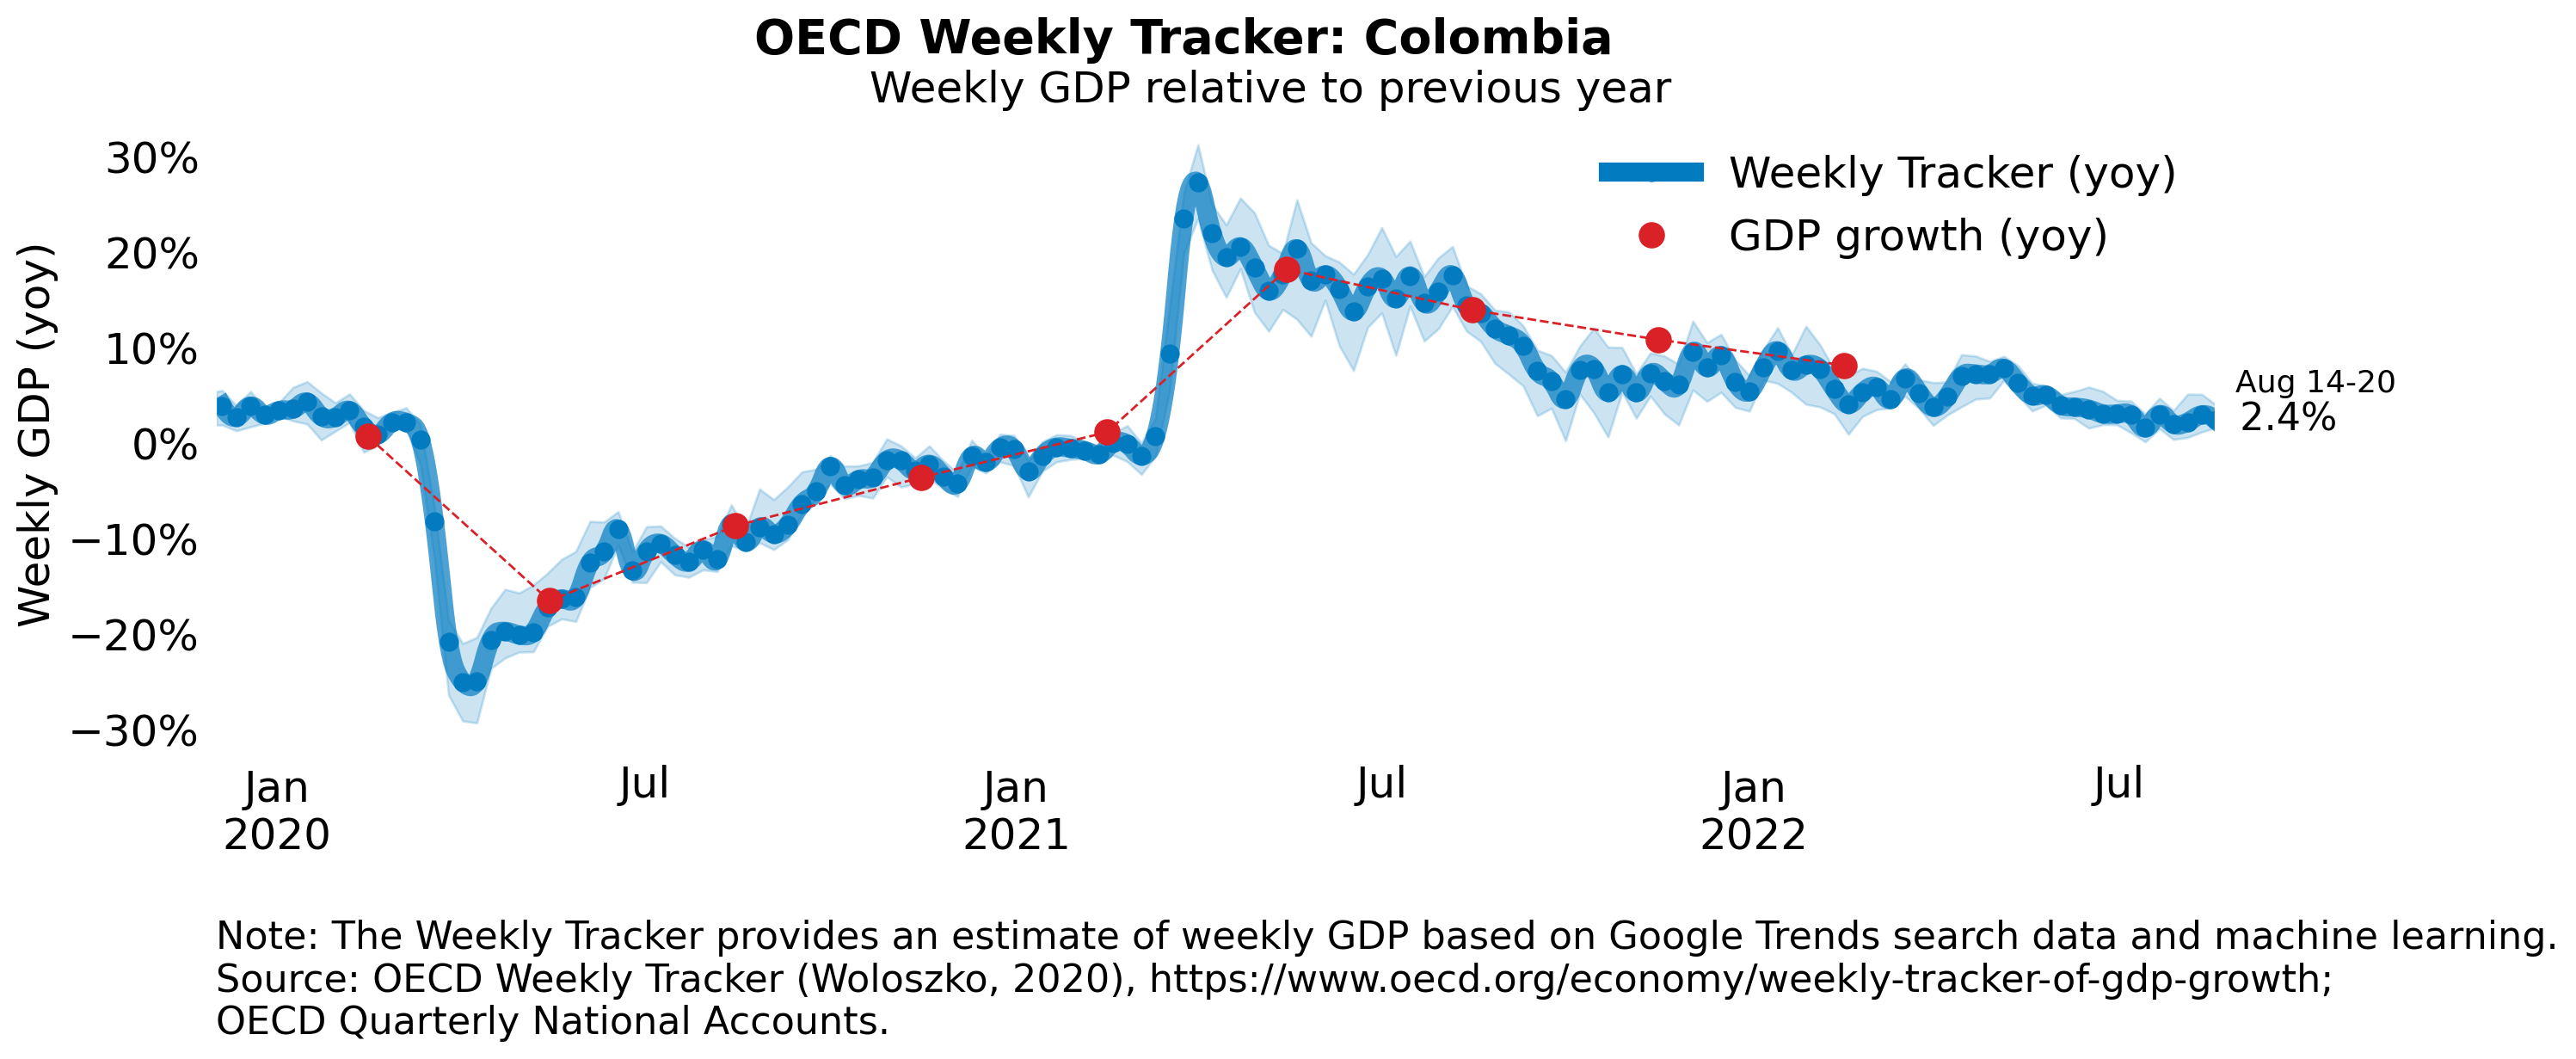 OECD Weekly Tracker: Colombia
Weekly GDP relative to previous year
Weekly GDP (yoy)
30%
20%
10%
0%
−10%
−20%
−30%
Weekly Tracker (yoy)
GDP growth (yoy)
Aug 14-20
2.4%
Jan
2020
Jul
Jan
2021
Jul
Jan
2022
Jul
Note: The Weekly Tracker provides an estimate of weekly GDP based on Google Trends search data and machine learning.
Source: OECD Weekly Tracker (Woloszko, 2020), https://www.oecd.org/economy/weekly-tracker-of-gdp-growth;
OECD Quarterly National Accounts.